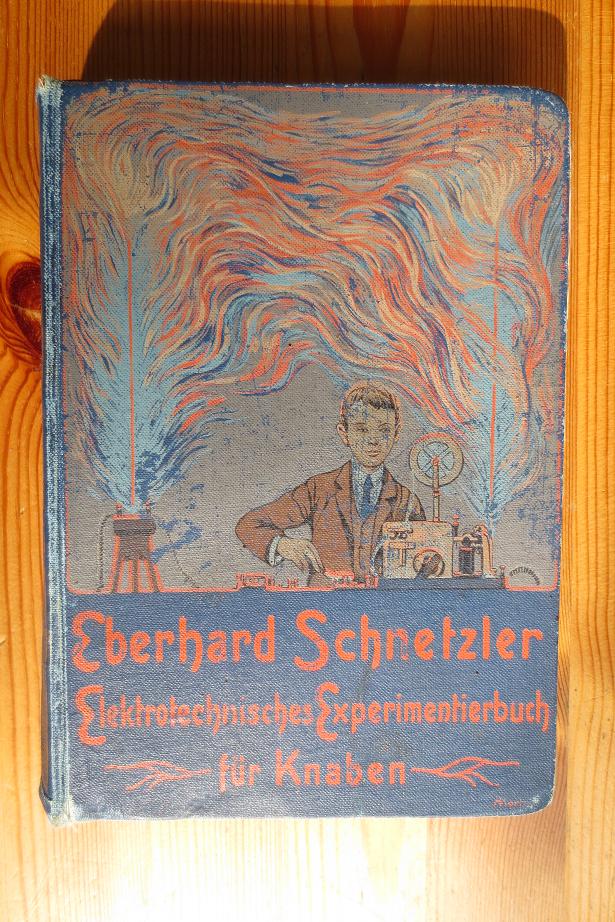 Eberhard Schnetzler
Elektrotechnisches Experimentierbuch
für Knaben